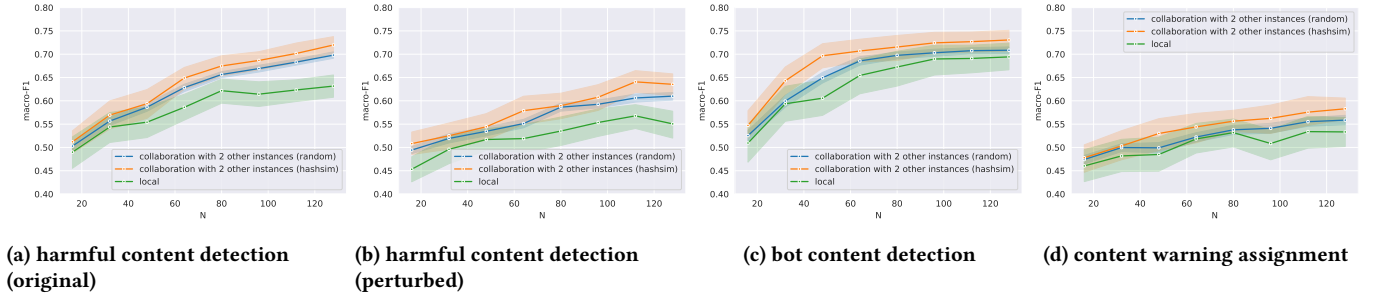 0.80
0.75
0.70
0.65
0.60
0.55
0.50
0.45
0.40
macro-F1
collaboration with 2 other instances (random)
collaboration with 2 other instances (hashsim)
local
20 40 60 80 100 120
N
(a) harmful content detection
(original)
0.80
0.75
0.70
0.65
0.60
0.55
0.50
0.45
0.40
macro-F1
collaboration with 2 other instances (random)
collaboration with 2 other instances (hashsim)
local
20 40 60 80 100 120
N
(b) harmful content detection
(perturbed)
0.80
0.75
0.70
0.65
0.60
0.55
0.50
0.45
0.40
macro-F1
collaboration with 2 other instances (random)
collaboration with 2 other instances (hashsim)
local
20 40 60 80 100 120
N
(c) bot content detection
0.80
0.75
0.70
0.65
0.60
0.55
0.50
0.45
0.40
macro-F1
collaboration with 2 other instances (random)
collaboration with 2 other instances (hashsim)
local
20 40 60 80 100 120
N
(d) content warning assignment